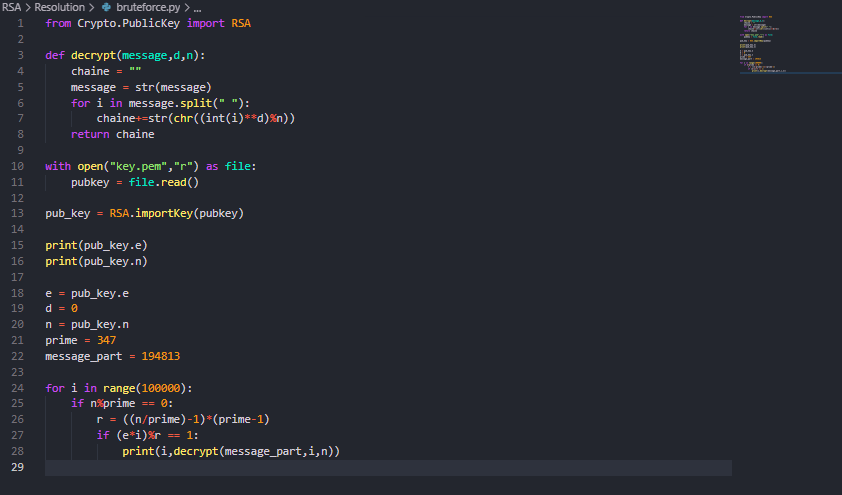 RSA > Resolution > bruteforce.py > ...
1 from Crypto.PublicKey import RSA
2
3 def decrypt(message,d,n):
4     chaine = ""
5     message = str(message)
6     for i in message.split(" "):
7         chaine+=str(chr((int(i)**d)%n))
8     return chaine
9
10 with open("key.pem","r") as file:
11     pubkey = file.read()
12
13 pub_key = RSA.importKey(pubkey)
14
15 print(pub_key.e)
16 print(pub_key.n)
17
18 e = pub_key.e
19 d = 0
20 n = pub_key.n
21 prime = 347
22 message_part = 194813
23
24 for i in range(100000):
25     if n%prime == 0:
26         r = ((n/prime)-1)*(prime-1)
27         if (e*i)%r == 1:
28             print(i,decrypt(message_part,i,n))
29